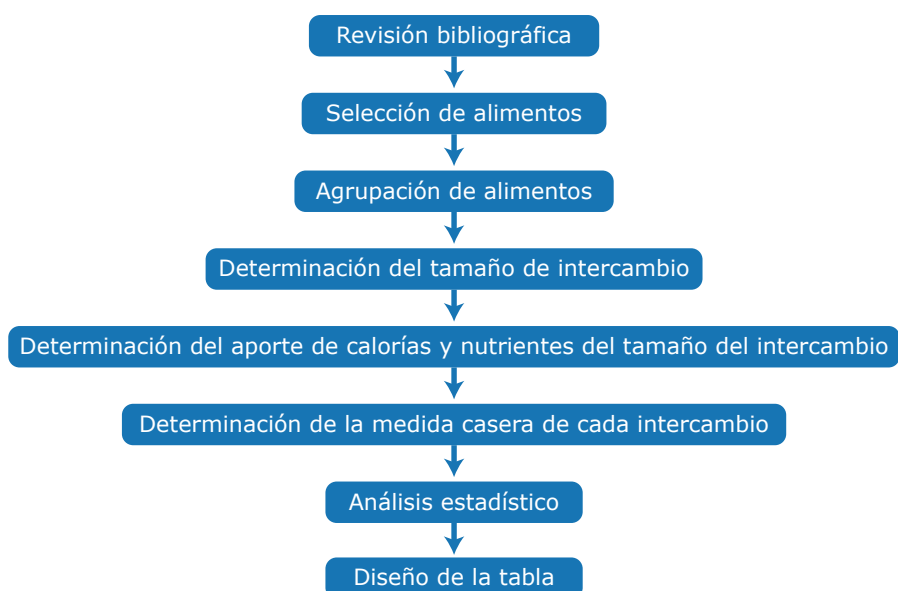 Revisión bibliográfica
Selección de alimentos
Agrupación de alimentos
Determinación del tamaño de intercambio
Determinación del aporte de calorías y nutrientes del tamaño del intercambio
Determinación de la medida casera de cada intercambio
Análisis estadístico
Diseño de la tabla